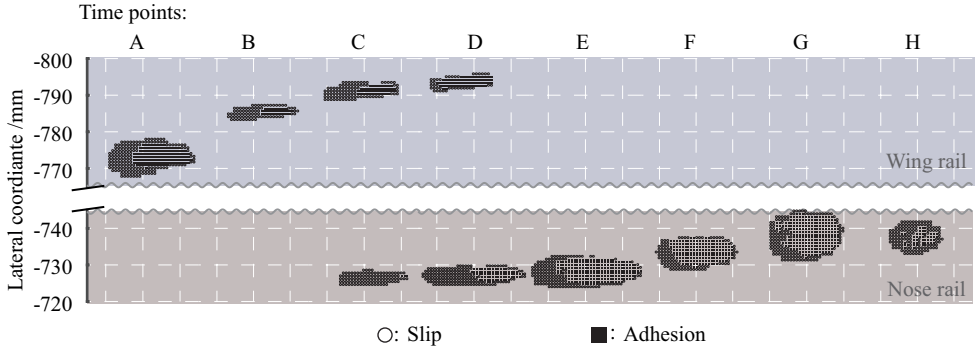 Time points:
A B C D E F G H
-800
-790
-780
-770
Wing rail
-740
-730
-720
Nose rail
Lateral coordiante /mm
○: Slip ■: Adhesion